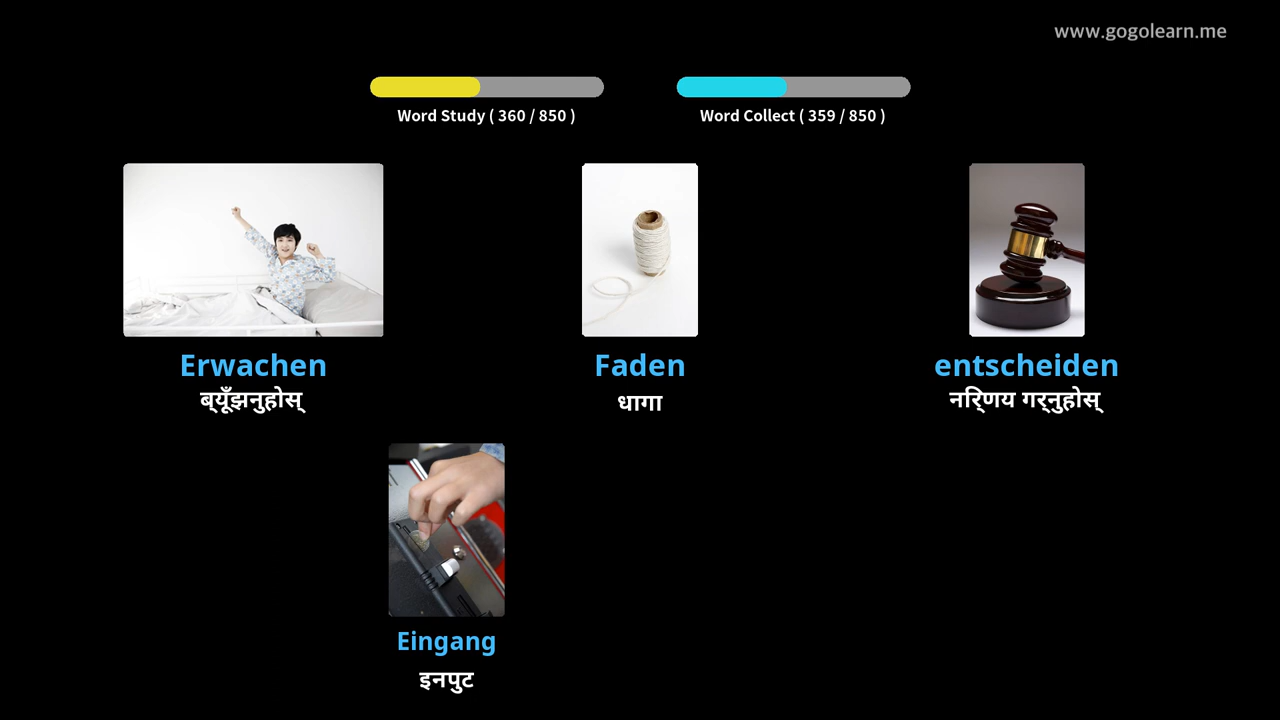 www.gogolearn.me
Word Study ( 360 / 850 )
Word Collect ( 359 / 850 )
Erwachen
ब्यूँझनुहोस्
Faden
धागा
entscheiden
निर्णय गर्नुहोस्
Eingang
इनपुट